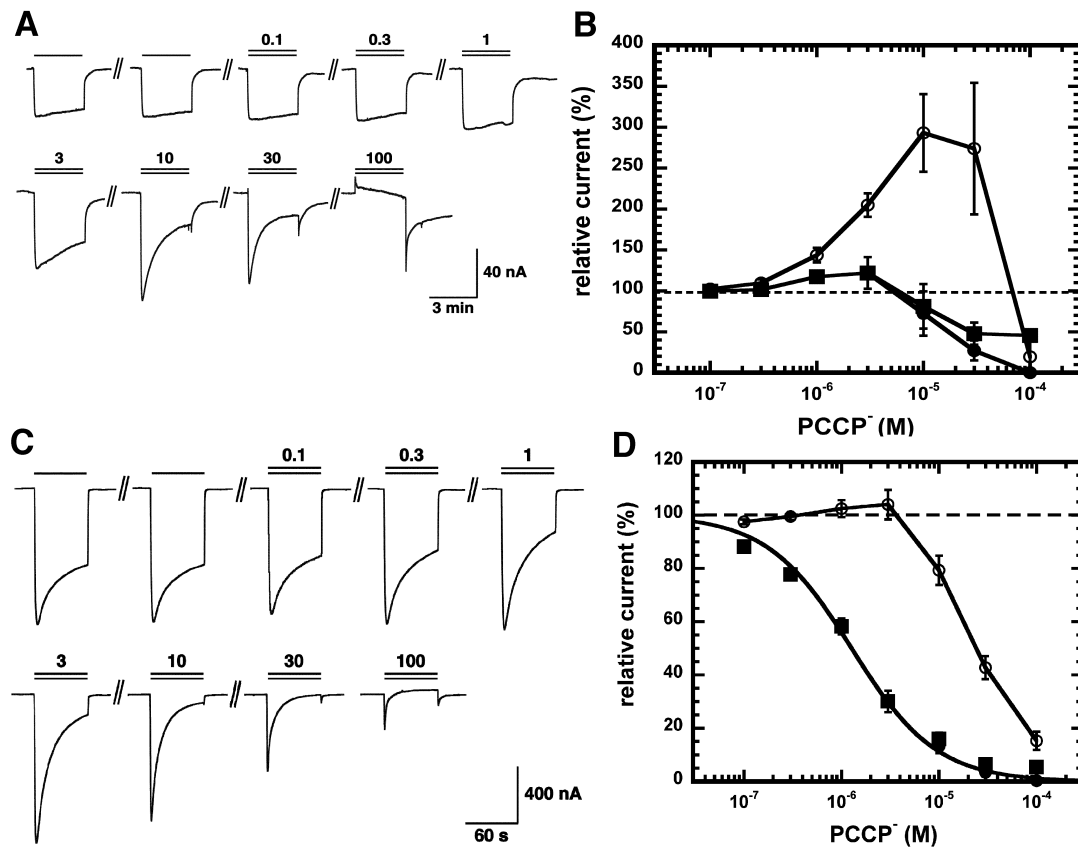 A
0.1 0.3 1
3 10 30 100
40 nA
3 min
B
400
350
300
250
200
150
100
50
0
relative current (%)
10-7 10-6 10-5 10-4
PCCP- (M)
C
0.1 0.3 1
3 10 30 100
400 nA
60 s
D
120
100
80
60
40
20
0
relative current (%)
10-7 10-6 10-5 10-4
PCCP- (M)